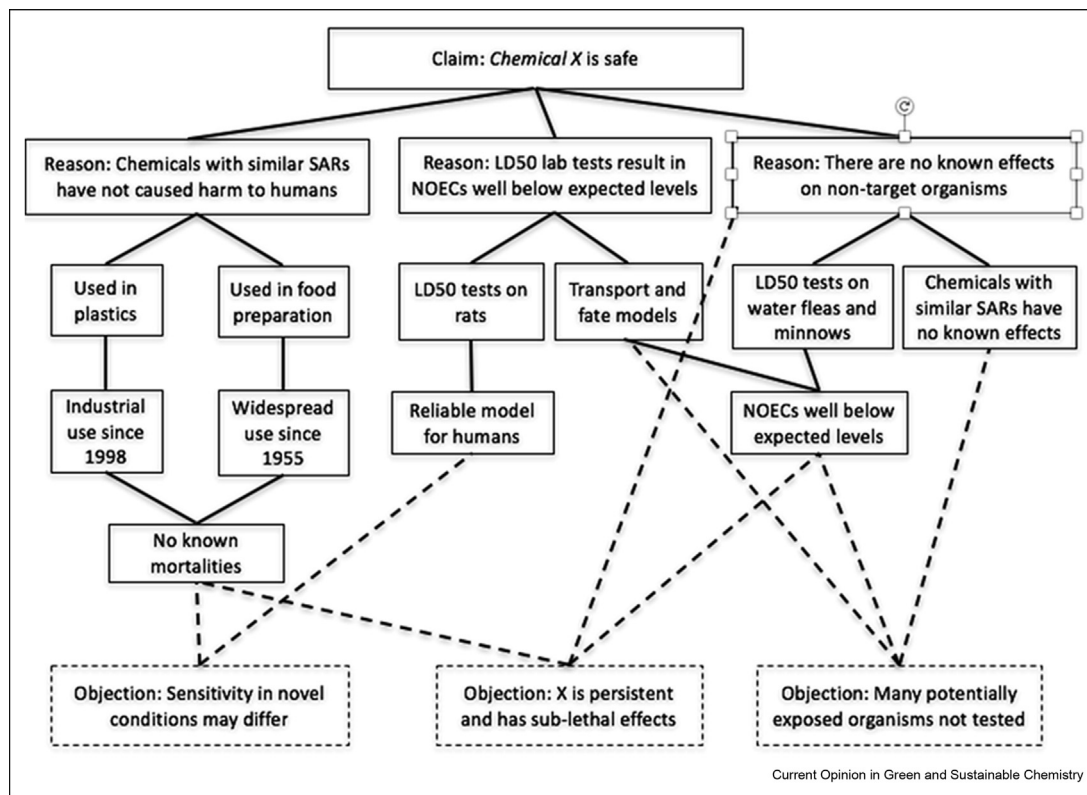 Claim: Chemical X is safe
Reason: Chemicals with similar SARs
have not caused harm to humans
Reason: LD50 lab tests result in
NOECs well below expected levels
Reason: There are no known effects
on non-target organisms
Used in
plastics
Used in food
preparation
LD50 tests on
rats
Transport and
fate models
LD50 tests on
water fleas and
minnows
Chemicals with
similar SARs have
no known effects
Industrial
use since
1998
Widespread
use since
1955
Reliable model
for humans
NOECs well below
expected levels
No known
mortalities
Objection: Sensitivity in novel
conditions may differ
Objection: X is persistent
and has sub-lethal effects
Objection: Many potentially
exposed organisms not tested
Current Opinion in Green and Sustainable Chemistry